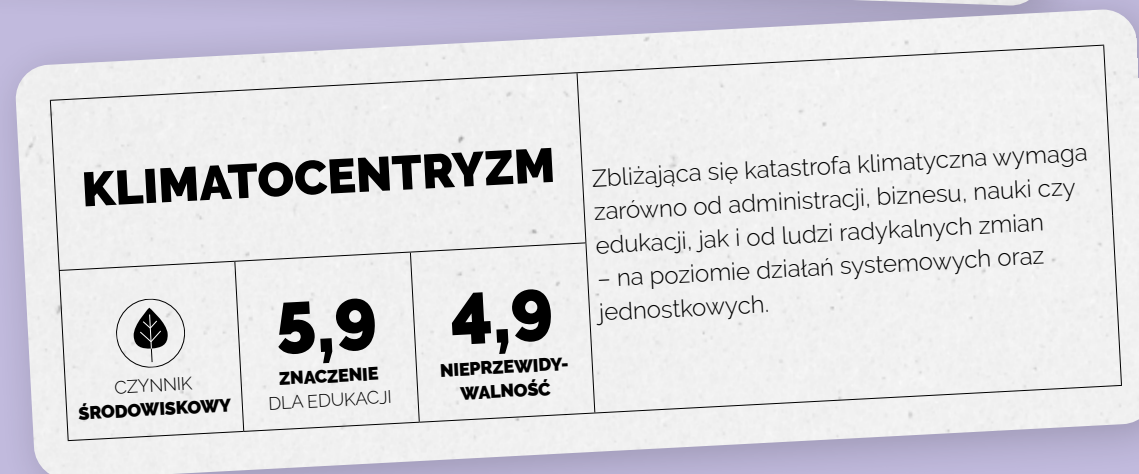 KLIMATOCENTRYZM
CZYNNIK
ŚRODOWISKOWY
5,9
ZNACZENIE
DLA EDUKACJI
4,9
NIEPRZEWIDY-
WALNOŚĆ
Zbliżająca się katastrofa klimatyczna wymaga
zarówno od administracji, biznesu, nauki czy
edukacji, jak i od ludzi radykalnych zmian
– na poziomie działań systemowych oraz
jednostkowych.